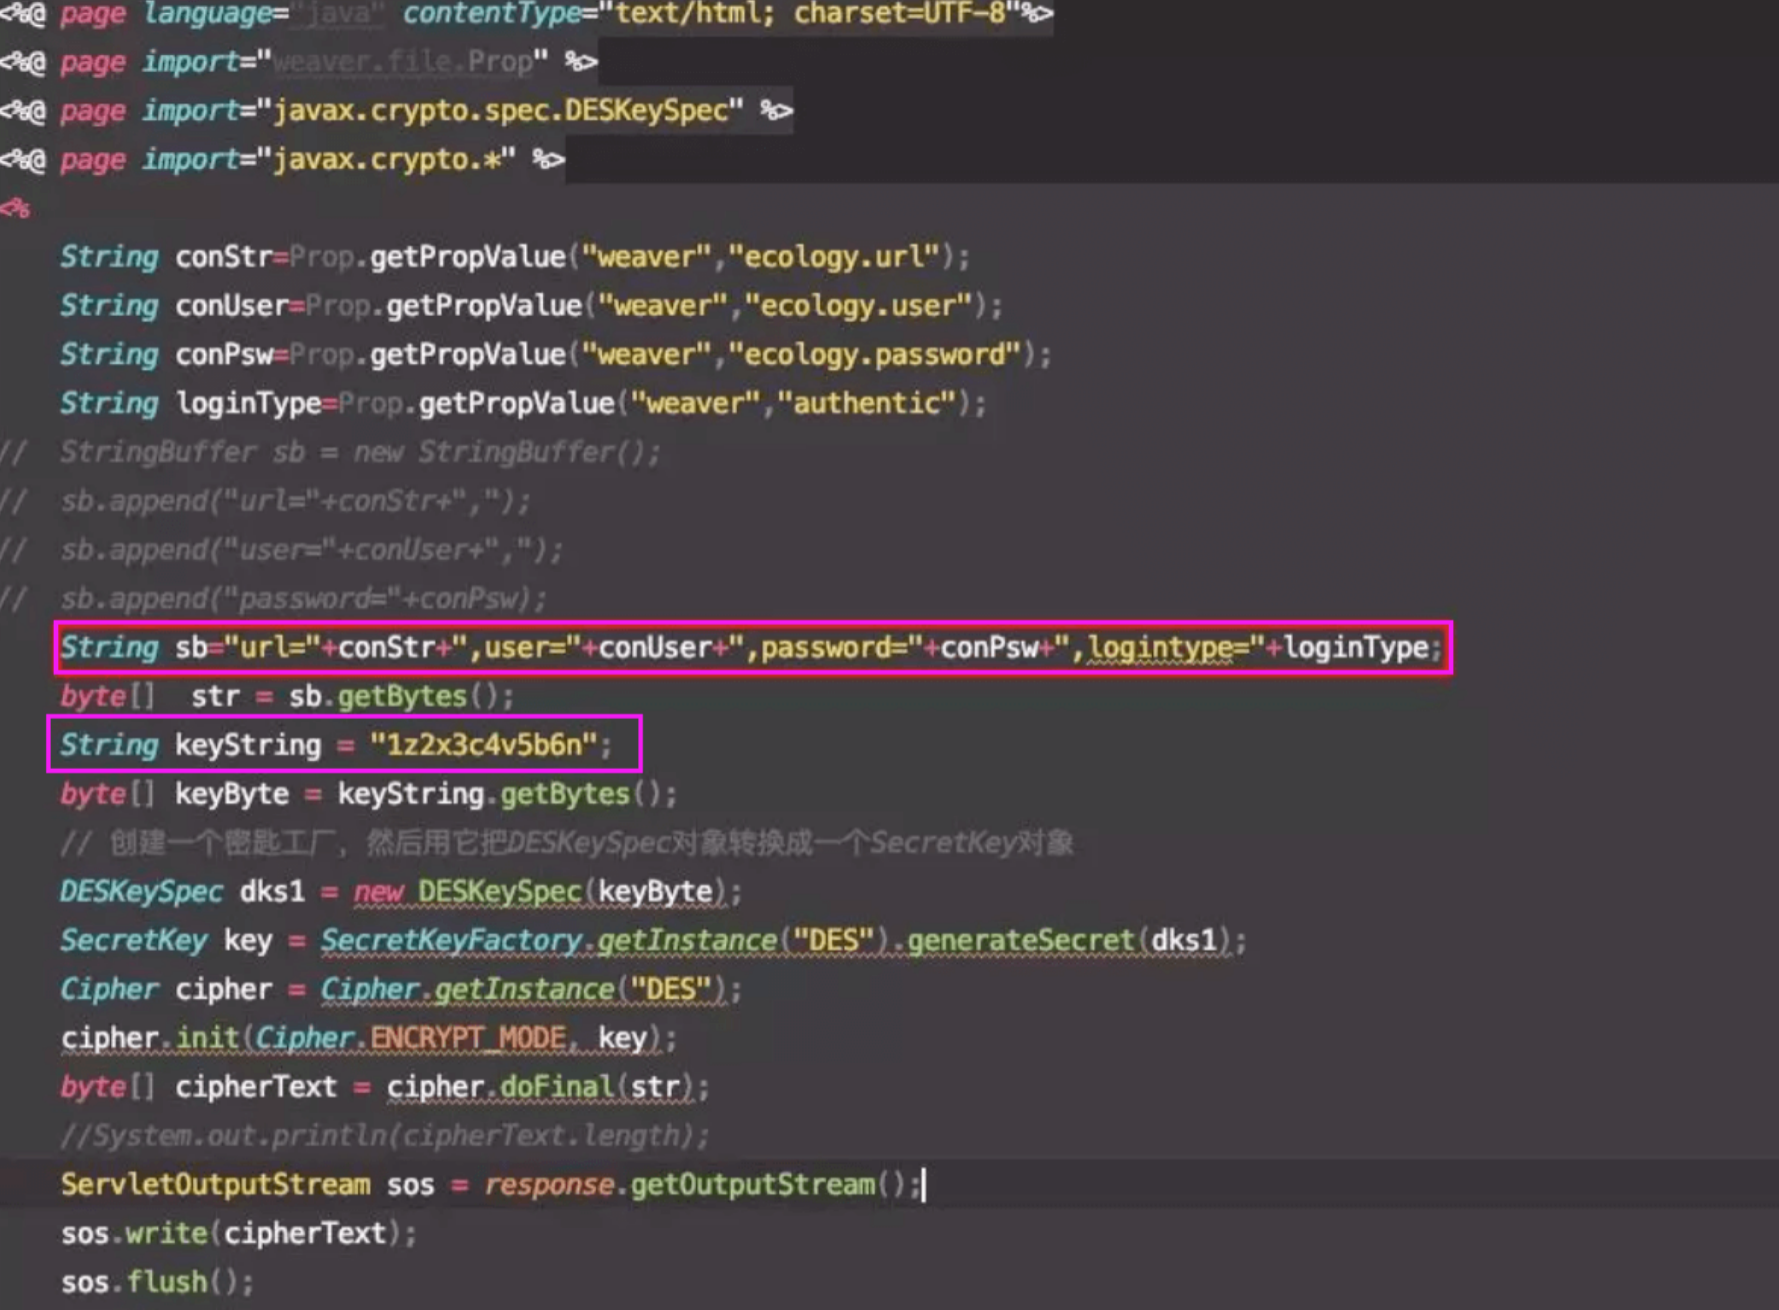 <%@ page language="java" contentType="text/html; charset=UTF-8"%>
<%@ page import="weaver.file.Prop" %>
<%@ page import="javax.crypto.spec.DESKeySpec" %>
<%@ page import="javax.crypto.*" %>
<%
String conStr=Prop.getPropValue("weaver","ecology.url");
String conUser=Prop.getPropValue("weaver","ecology.user");
String conPsw=Prop.getPropValue("weaver","ecology.password");
String loginType=Prop.getPropValue("weaver","authentic");
// StringBuffer sb = new StringBuffer();
// sb.append("url="+conStr+",");
// sb.append("user="+conUser+",");
// sb.append("password="+conPsw);
String sb="url="+conStr+",user="+conUser+",password="+conPsw+",logintype="+loginType;
byte[] str = sb.getBytes();
String keyString = "1z2x3c4v5b6n";
byte[] keyByte = keyString.getBytes();
// 创建一个密匙工厂，然后用它把DESKeySpec对象转换成一个SecretKey对象
DESKeySpec dks1 = new DESKeySpec(keyByte);
SecretKey key = SecretKeyFactory.getInstance("DES").generateSecret(dks1);
Cipher cipher = Cipher.getInstance("DES");
cipher.init(Cipher.ENCRYPT_MODE, key);
byte[] cipherText = cipher.doFinal(str);
//System.out.println(cipherText.length);
ServletOutputStream sos = response.getOutputStream();
sos.write(cipherText);
sos.flush();